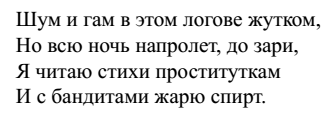 Шум и гам в этом логове жутком,
Но всю ночь напролет, до зари,
Я читаю стихи проституткам
И с бандитами жарю спирт.